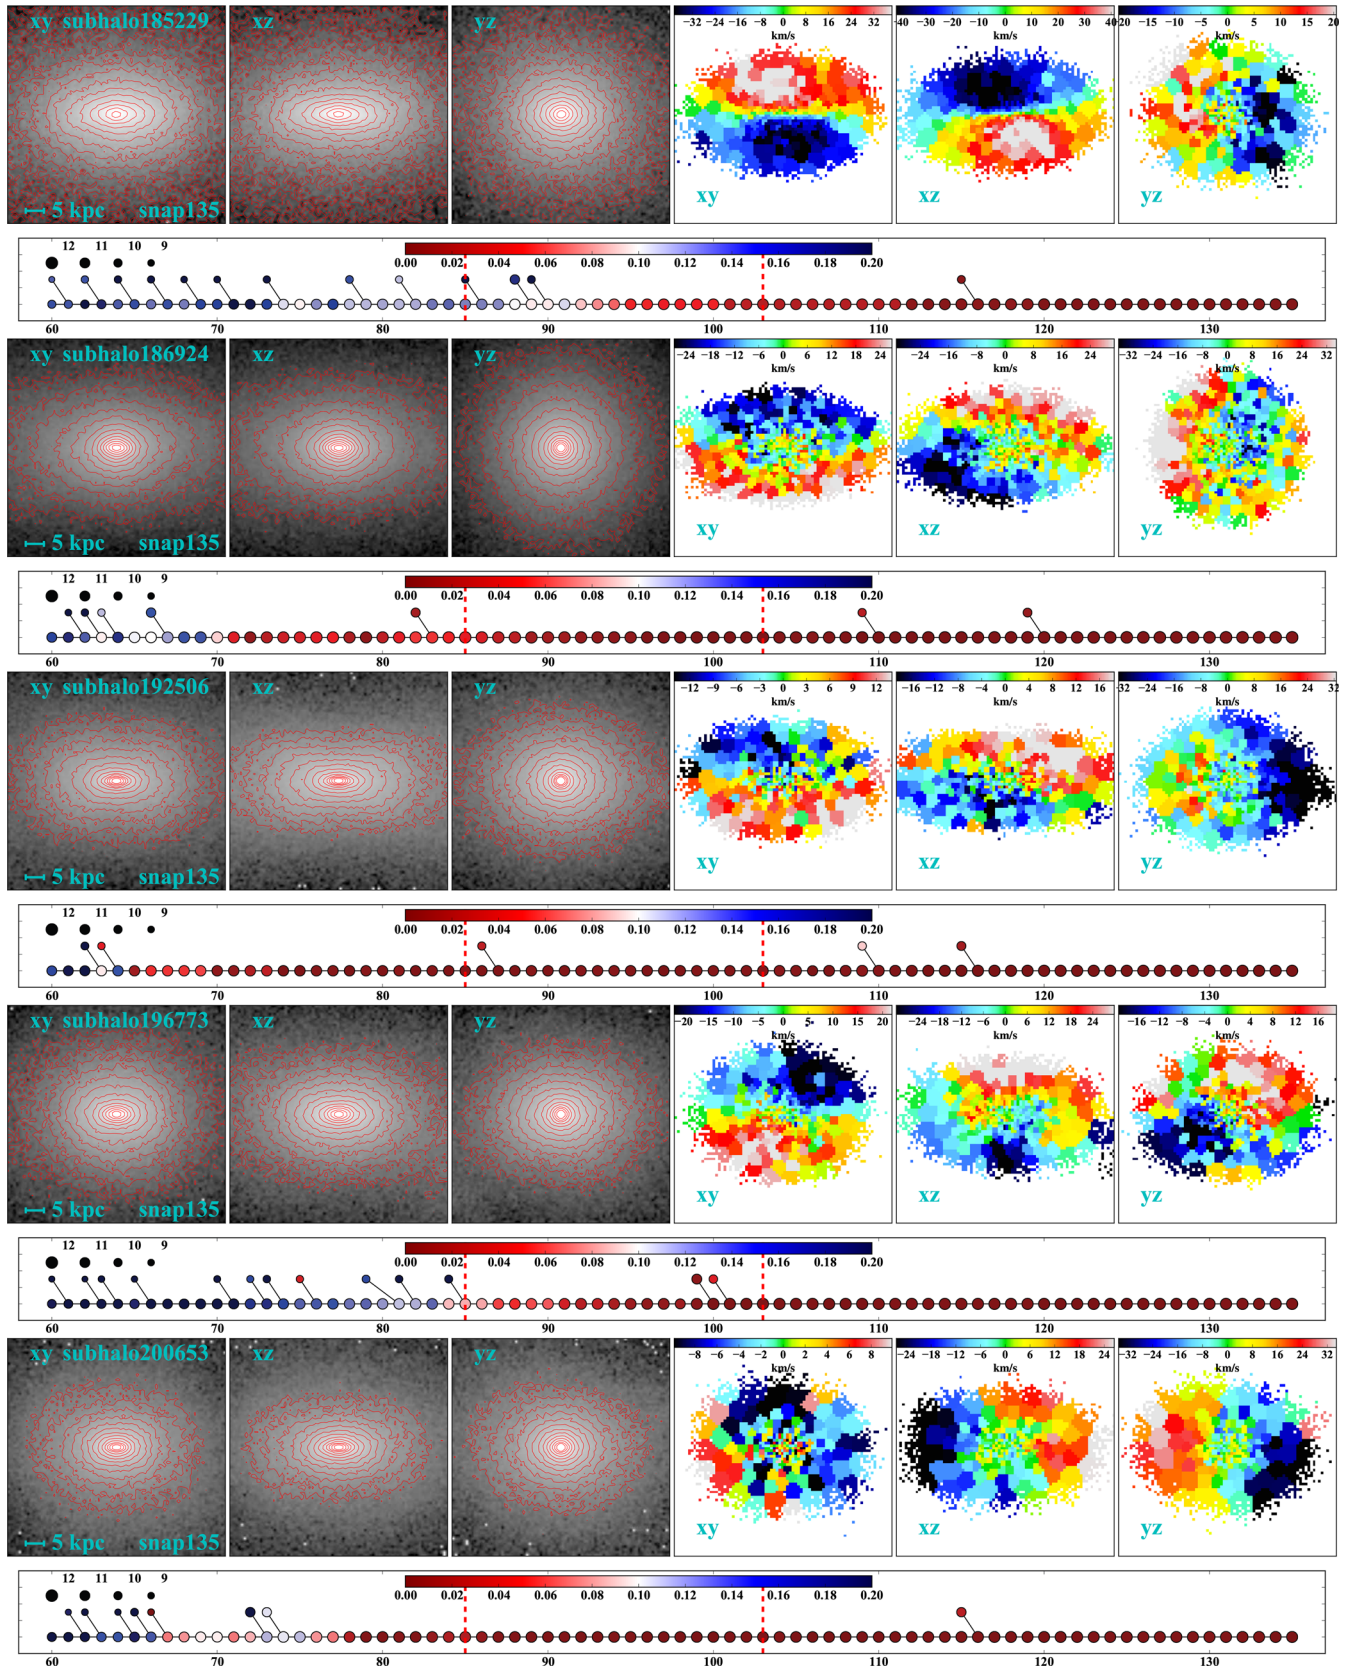 xy subhalo185229 xz yz
−32 −24 −16 −8 0 8 16 24 32 −40 −30 −20 −10 0 10 20 30 40 −20 −15 −10 −5 0 5 10 15 20
km/s km/s km/s
5 kpc snap135 xy xz yz
12 11 10 9
0.00 0.02 0.04 0.06 0.08 0.10 0.12 0.14 0.16 0.18 0.20
60 70 80 90 100 110 120 130
xy subhalo186924 xz yz
−24 −18 −12 −6 0 6 12 18 24 −24 −16 −8 0 8 16 24 −32 −24 −16 −8 0 8 16 24 32
km/s km/s km/s
5 kpc snap135 xy xz yz
12 11 10 9
0.00 0.02 0.04 0.06 0.08 0.10 0.12 0.14 0.16 0.18 0.20
60 70 80 90 100 110 120 130
xy subhalo192506 xz yz
−12 −9 −6 −3 0 3 6 9 12 −16 −12 −8 −4 0 4 8 12 16 −32 −24 −16 −8 0 8 16 24 32
km/s km/s km/s
5 kpc snap135 xy xz yz
12 11 10 9
0.00 0.02 0.04 0.06 0.08 0.10 0.12 0.14 0.16 0.18 0.20
60 70 80 90 100 110 120 130
xy subhalo196773 xz yz
−20 −15 −10 −5 0 5 10 15 20 −24 −18 −12 −6 0 6 12 18 24 −16 −12 −8 −4 0 4 8 12 16
km/s km/s km/s
5 kpc snap135 xy xz yz
12 11 10 9
0.00 0.02 0.04 0.06 0.08 0.10 0.12 0.14 0.16 0.18 0.20
60 70 80 90 100 110 120 130
xy subhalo200653 xz yz
−8 −6 −4 −2 0 2 4 6 8 −24 −18 −12 −6 0 6 12 18 24 −32 −24 −16 −8 0 8 16 24 32
km/s km/s km/s
5 kpc snap135 xy xz yz
12 11 10 9
0.00 0.02 0.04 0.06 0.08 0.10 0.12 0.14 0.16 0.18 0.20
60 70 80 90 100 110 120 130